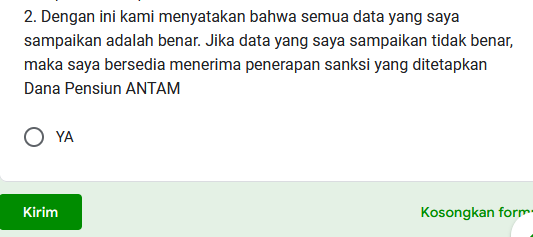 2. Dengan ini kami menyatakan bahwa semua data yang saya
sampaikan adalah benar. Jika data yang saya sampaikan tidak benar,
maka saya bersedia menerima penerapan sanksi yang ditetapkan
Dana Pensiun ANTAM
YA
Kirim
Kosongkan form